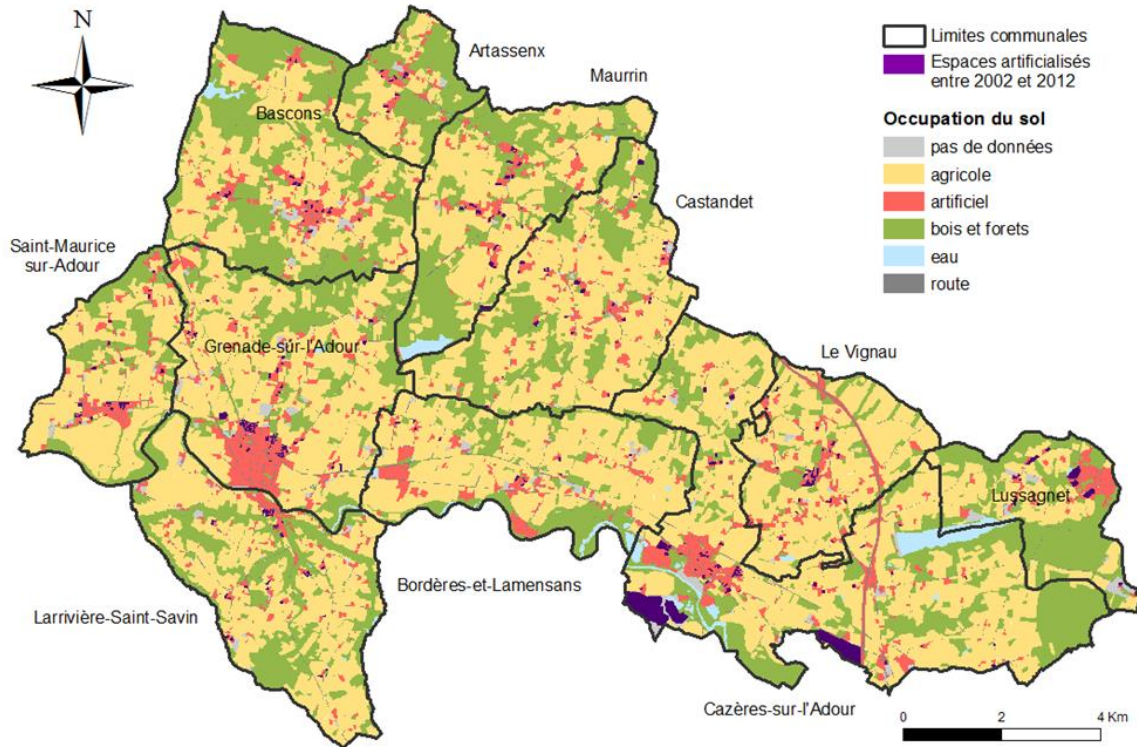 N
Artassenx
Maurrin
Bascons
Castandet
Saint-Maurice
sur-Adour
Grenade-sur-l'Adour
Le Vignau
Lussagnet
Bordères-et-Lamensans
Larrivière-Saint-Savin
Cazères-sur-l'Adour
Limites communales
Espaces artificialisés
entre 2002 et 2012
Occupation du sol
pas de données
agricole
artificiel
bois et forets
eau
route
0 2 4 Km